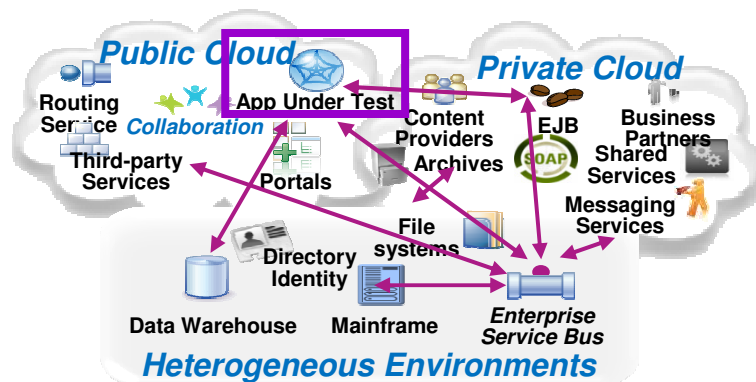 Public Cloud
Private Cloud
Routing
Service
Collaboration
App Under Test
Content
Providers
Archives
EJB
SOAP
Business
Partners
Shared
Services
Third-party
Services
Portals
Messaging
Services
File
systems
Directory
Identity
Data Warehouse
Mainframe
Enterprise
Service Bus
Heterogeneous Environments